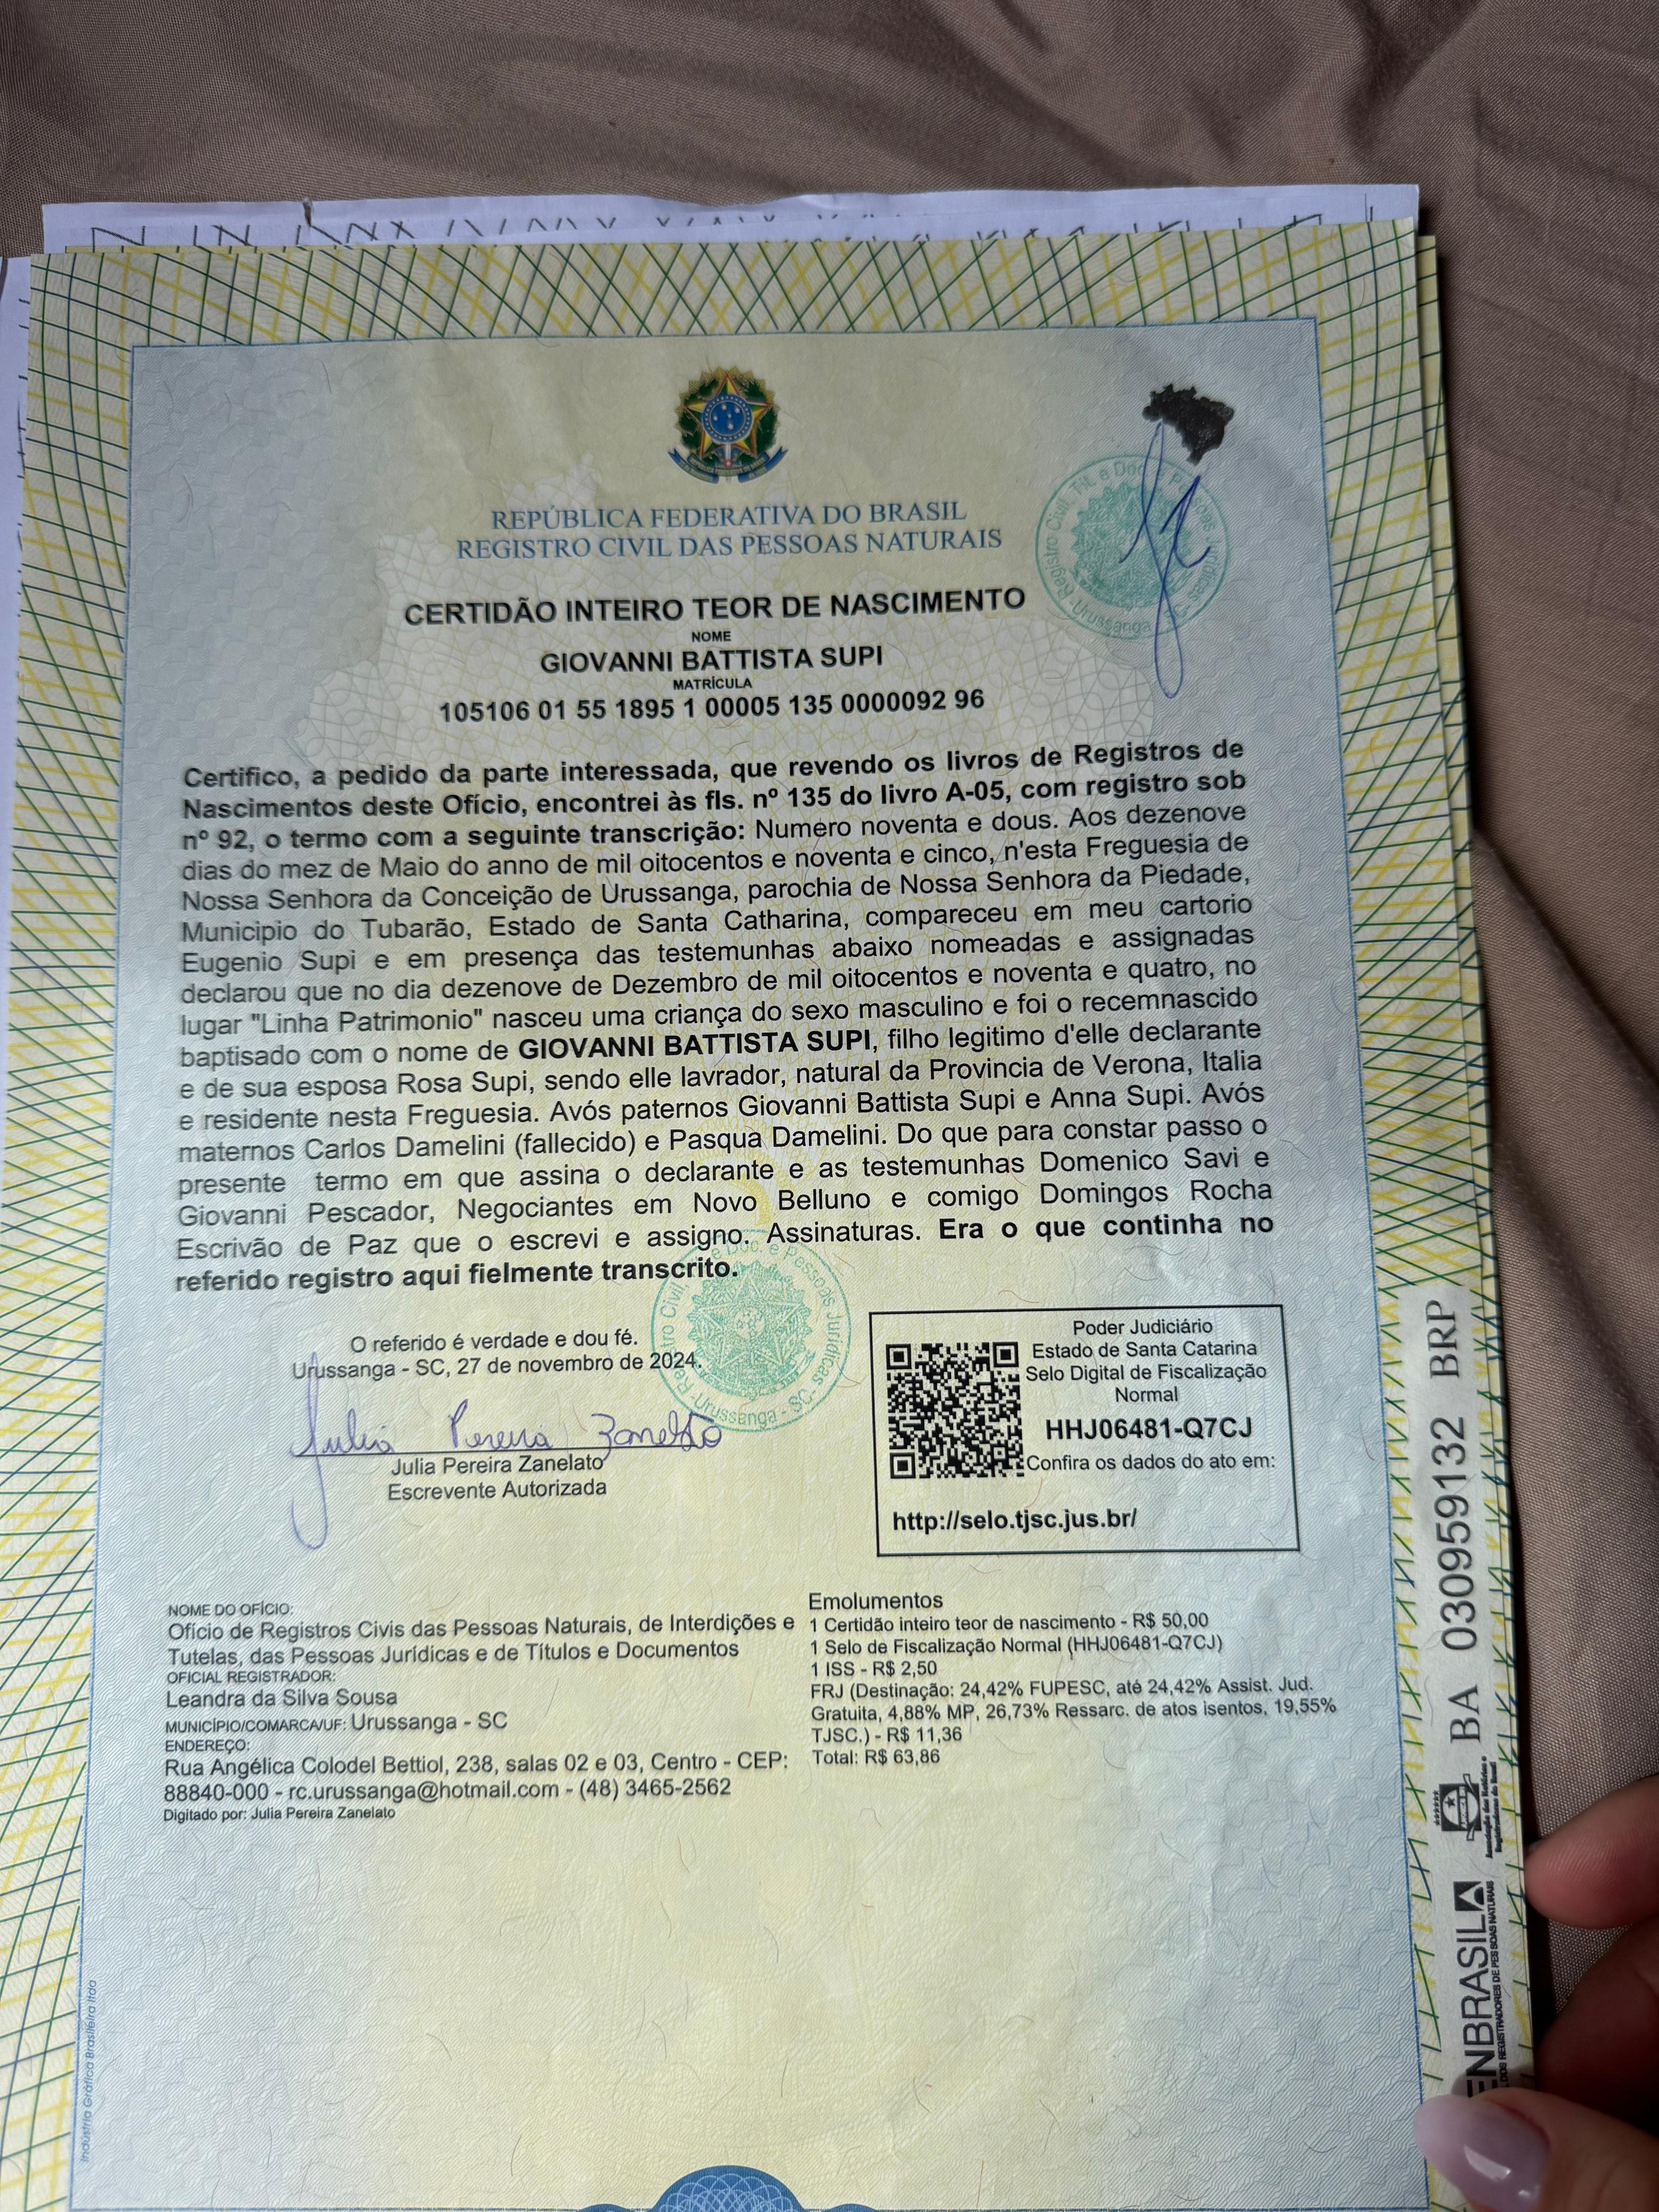 REPÚBLICA FEDERATIVA DO BRASIL
REGISTRO CIVIL DAS PESSOAS NATURAIS
CERTIDÃO INTEIRO TEOR DE NASCIMENTO
NOME
GIOVANNI BATTISTA SUPI
MATRÍCULA
105106 01 55 1895 1 00005 135 0000092 96
Certifico, a pedido da parte interessada, que revendo os livros de Registros de
Nascimentos deste Ofício, encontrei às fls. nº 135 do livro A-05, com registro sob
nº 92, o termo com a seguinte transcrição: Numero noventa e dous. Aos dezenove
dias do mez de Maio do anno de mil oitocentos e noventa e cinco, n'esta Freguesia de
Nossa Senhora da Conceição de Urussanga, parochia de Nossa Senhora da Piedade,
Municipio do Tubarão, Estado de Santa Catharina, compareceu em meu cartorio
Eugenio Supi e em presença das testemunhas abaixo nomeadas e assignadas
declarou que no dia dezenove de Dezembro de mil oitocentos e noventa e quatro, no
lugar "Linha Patrimonio" nasceu uma criança do sexo masculino e foi o recemnascido
baptisado com o nome de GIOVANNI BATTISTA SUPI, filho legitimo d'elle declarante
e de sua esposa Rosa Supi, sendo elle lavrador, natural da Provincia de Verona, Italia
e residente nesta Freguesia. Avós paternos Giovanni Battista Supi e Anna Supi. Avós
maternos Carlos Damelini (fallecido) e Pasqua Damelini. Do que para constar passo o
presente termo em que assina o declarante e as testemunhas Domenico Savi e
Giovanni Pescador, Negociantes em Novo Belluno e comigo Domingos Rocha
Escrivão de Paz que o escrevi e assigno. Assinaturas. Era o que continha no
referido registro aqui fielmente transcrito.
O referido é verdade e dou fé.
Urussanga - SC, 27 de novembro de 2024.
Julia Pereira Zanelato
Julia Pereira Zanelato
Escrevente Autorizada
Poder Judiciário
Estado de Santa Catarina
Selo Digital de Fiscalização
Normal
HHJ06481-Q7CJ
Confira os dados do ato em:
http://selo.tjsc.jus.br/
NOME DO OFÍCIO:
Ofício de Registros Civis das Pessoas Naturais, de Interdições e
Tutelas, das Pessoas Jurídicas e de Títulos e Documentos
OFICIAL REGISTRADOR:
Leandra da Silva Sousa
MUNICÍPIO/COMARCA/UF: Urussanga - SC
ENDEREÇO:
Rua Angélica Colodel Bettiol, 238, salas 02 e 03, Centro - CEP:
88840-000 - rc.urussanga@hotmail.com - (48) 3465-2562
Digitado por: Julia Pereira Zanelato
Emolumentos
1 Certidão inteiro teor de nascimento - R$ 50,00
1 Selo de Fiscalização Normal (HHJ06481-Q7CJ)
1 ISS - R$ 2,50
FRJ (Destinação: 24,42% FUPESC, até 24,42% Assist. Jud.
Gratuita, 4,88% MP, 26,73% Ressarc. de atos isentos, 19,55%
TJSC.) - R$ 11,36
Total: R$ 63,86
BA 030959132 BRP
ENBRASIL
DOS REGISTRADORES DE PESSOAS NATURAIS
Associação dos Notários e
Registradores do Brasil
Indústria Gráfica Brasileira ltda